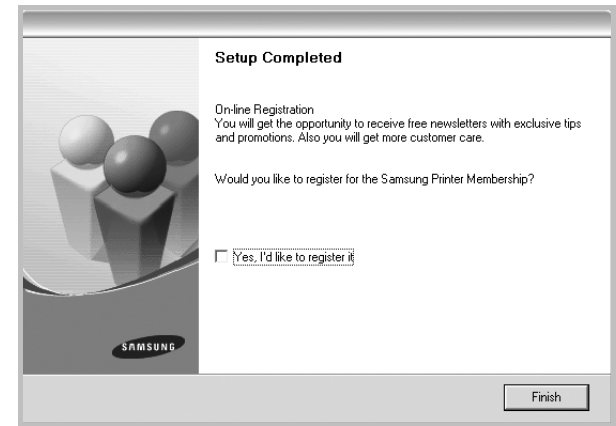 Setup Completed
On-line Registration
You will get the opportunity to receive free newsletters with exclusive tips
and promotions. Also you will get more customer care.
Would you like to register for the Samsung Printer Membership?
Yes, I'd like to register it
SAMSUNG
Finish